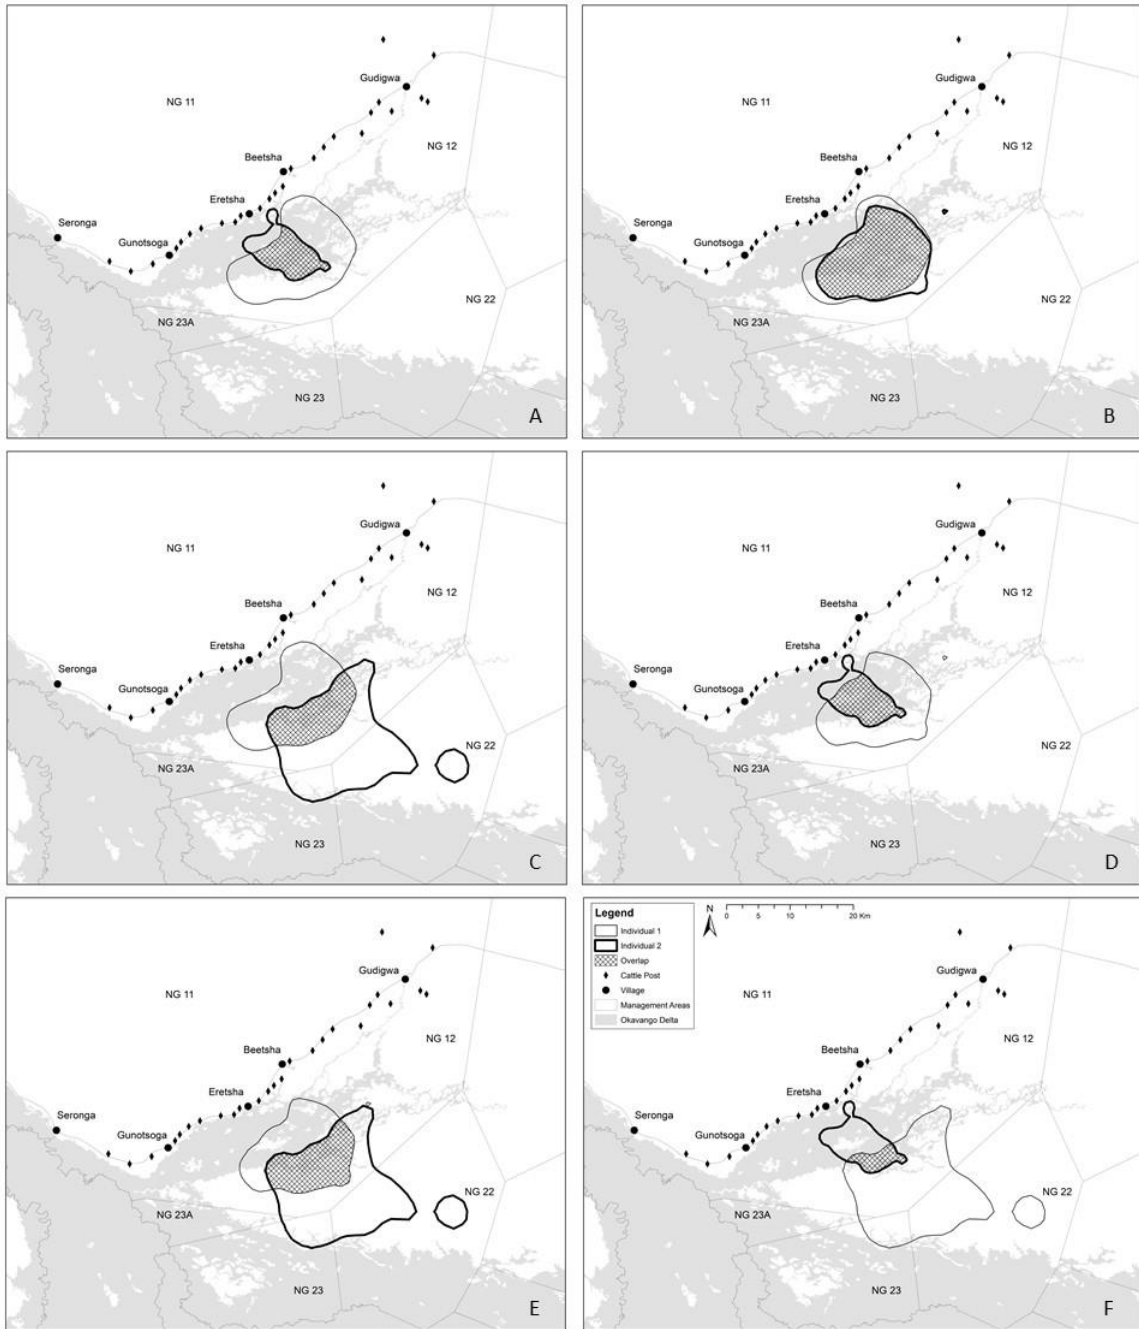 Gudigwa
NG 11
NG 12
Beetsha
Eretsha
Seronga
Gunotsoga
NG 22
NG 23A
NG 23
A
Gudigwa
NG 11
NG 12
Beetsha
Eretsha
Seronga
Gunotsoga
NG 22
NG 23A
NG 23
B
Gudigwa
NG 11
NG 12
Beetsha
Eretsha
Seronga
Gunotsoga
NG 22
NG 23A
NG 23
C
Gudigwa
NG 11
NG 12
Beetsha
Eretsha
Seronga
Gunotsoga
NG 22
NG 23A
NG 23
D
Gudigwa
NG 11
NG 12
Beetsha
Eretsha
Seronga
Gunotsoga
NG 22
NG 23A
NG 23
E
Legend
Individual 1
Individual 2
Overlap
Cattle Post
Village
Management Areas
Okavango Delta
N
0 5 10 20 Km
Gudigwa
NG 11
NG 12
Beetsha
Eretsha
Seronga
Gunotsoga
NG 22
NG 23A
NG 23
F